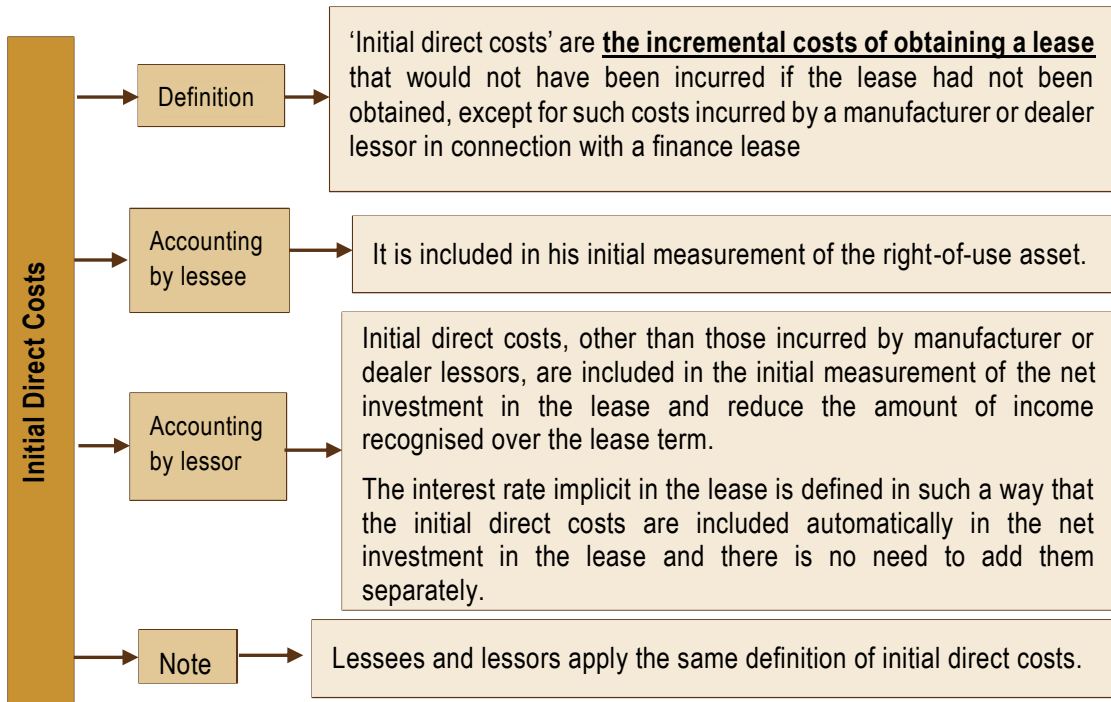 Initial Direct Costs
Definition
‘Initial direct costs’ are the incremental costs of obtaining a lease
that would not have been incurred if the lease had not been
obtained, except for such costs incurred by a manufacturer or dealer
lessor in connection with a finance lease
Accounting
by lessee
It is included in his initial measurement of the right-of-use asset.
Accounting
by lessor
Initial direct costs, other than those incurred by manufacturer or
dealer lessors, are included in the initial measurement of the net
investment in the lease and reduce the amount of income
recognised over the lease term.
The interest rate implicit in the lease is defined in such a way that
the initial direct costs are included automatically in the net
investment in the lease and there is no need to add them
separately.
Note
Lessees and lessors apply the same definition of initial direct costs.